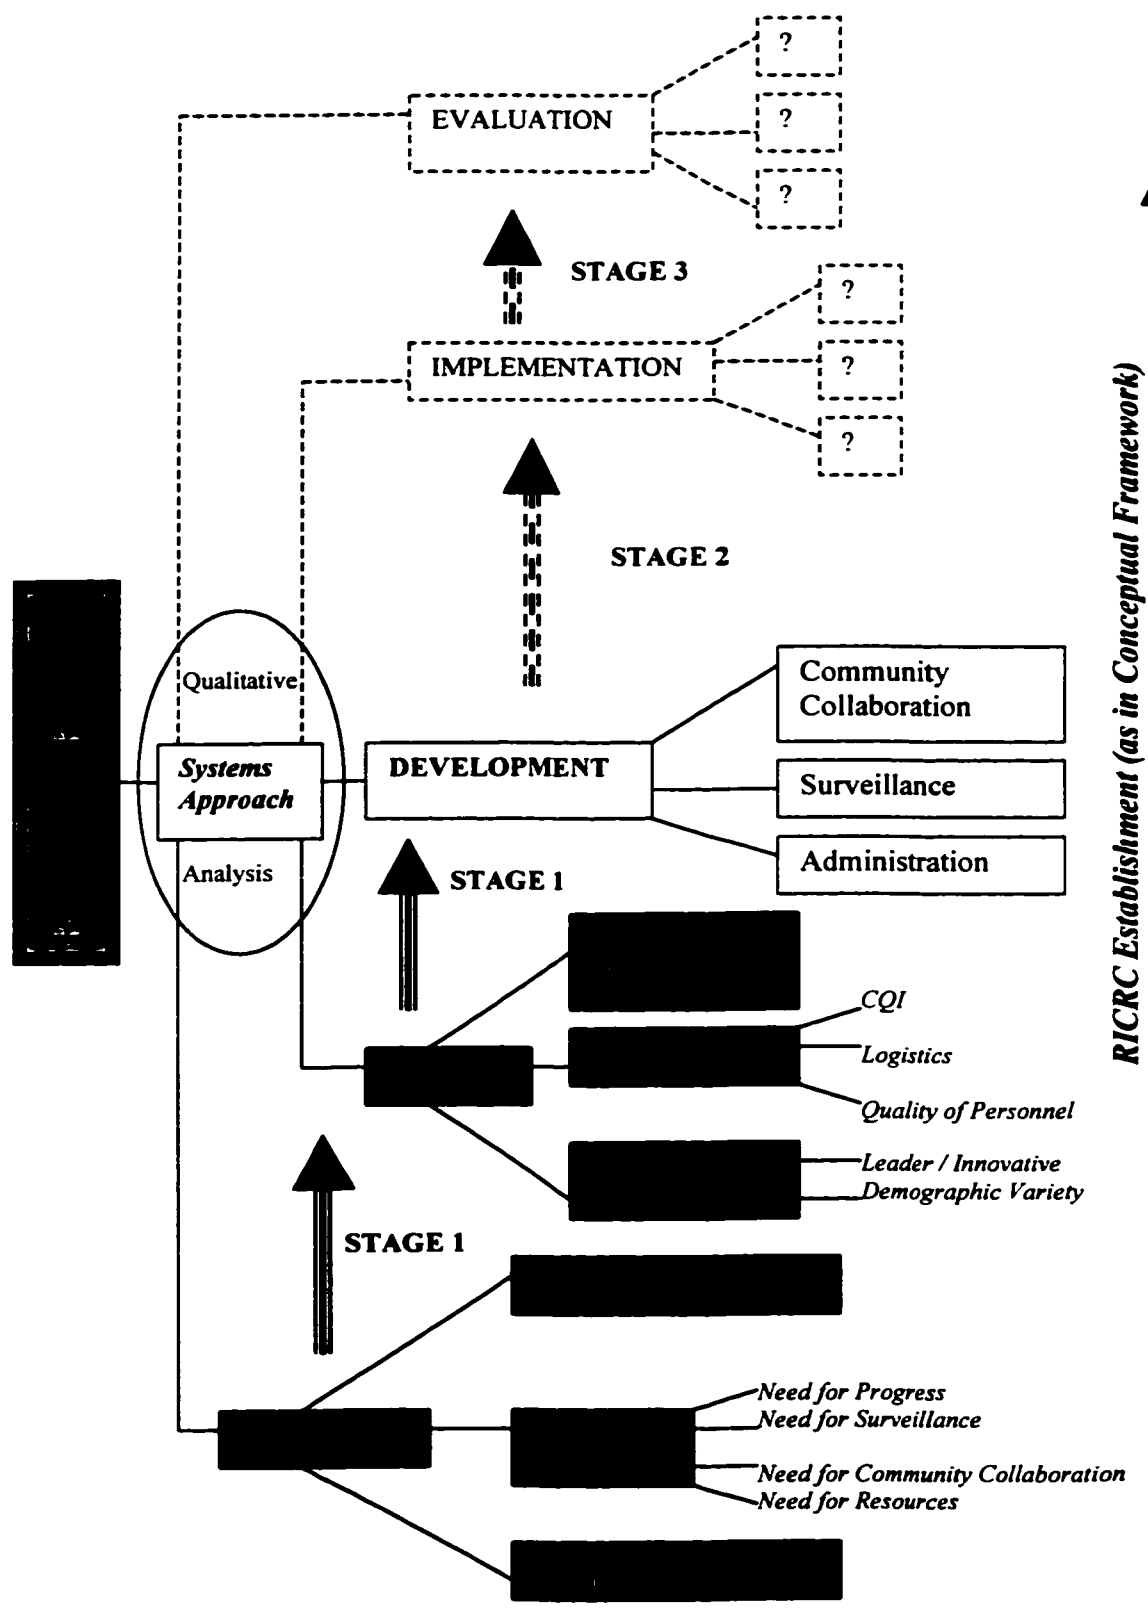 ?
EVALUATION
?
?
STAGE 3
?
IMPLEMENTATION
?
?
STAGE 2
Qualitative
Systems
Approach
Analysis
DEVELOPMENT
Community
Collaboration
Surveillance
Administration
STAGE 1
CQI
Logistics
Quality of Personnel
Leader / Innovative
Demographic Variety
STAGE 1
Need for Progress
Need for Surveillance
Need for Community Collaboration
Need for Resources
RICRC Establishment (as in Conceptual Framework)